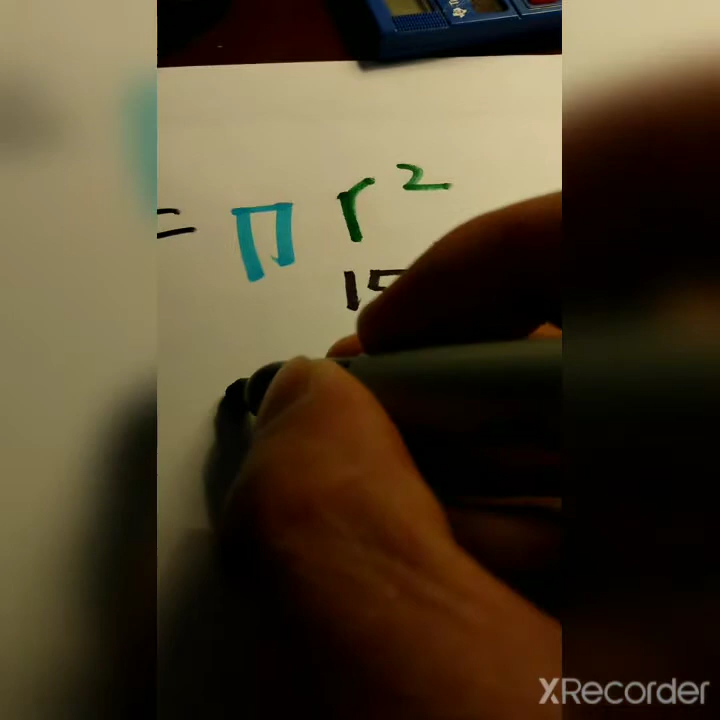 = π r²
15
XRecorder